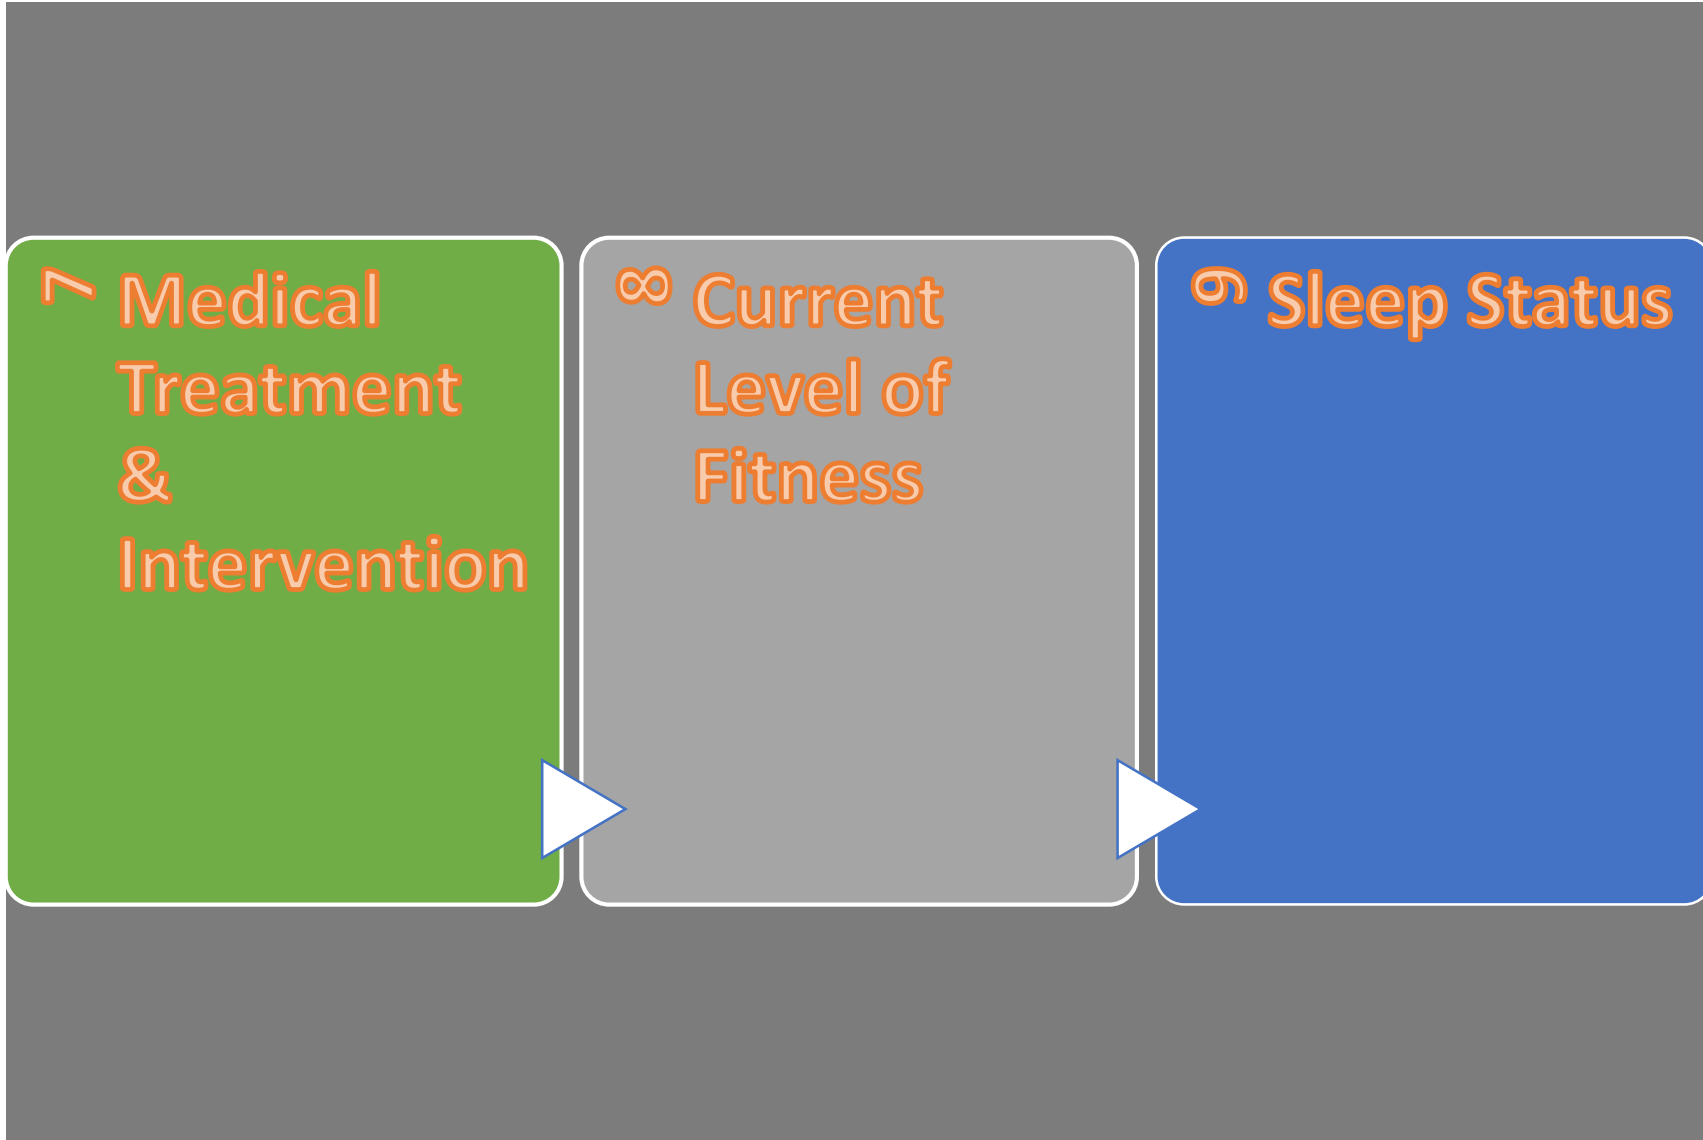 7
Medical
Treatment
&
Intervention
8
Current
Level of
Fitness
9
Sleep Status